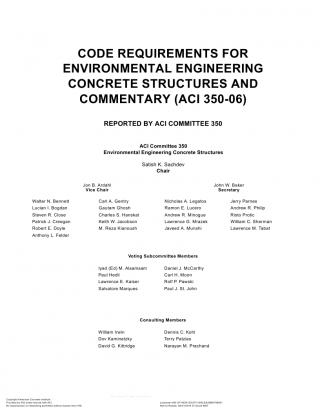 CODE REQUIREMENTS FOR
ENVIRONMENTAL ENGINEERING
CONCRETE STRUCTURES AND
COMMENTARY (ACI 350-06)
REPORTED BY ACI COMMITTEE 350
ACI Committee 350
Environmental Engineering Concrete Structures
Satish K. Sachdev
Chair
Jon B. Ardahl John W. Baker
Vice Chair Secretary
Walter N. Bennett Carl A. Gentry Nicholas A. Legatos Jerry Parnes
Lucian I. Bogdan Gautam Ghosh Ramon E. Lucero Andrew R. Philip
Steven R. Close Charles S. Hanskat Andrew R. Minogue Risto Protic
Patrick J. Creegan Keith W. Jacobson Lawrence G. Mrazek William C. Sherman
Robert E. Doyle M. Reza Kianoush Javeed A. Munshi Lawrence M. Tabat
Anthony L. Felder
Voting Subcommittee Members
Iyad (Ed) M. Alsamsam Daniel J. McCarthy
Paul Hedli Carl H. Moon
Lawrence E. Kaiser Rolf P. Pawski
Salvatore Marques Paul J. St. John
Consulting Members
William Irwin Dennis C. Kohl
Dov Kaminetzky Terry Patzias
David G. Kittridge Narayan M. Prachand
Copyright American Concrete Institute